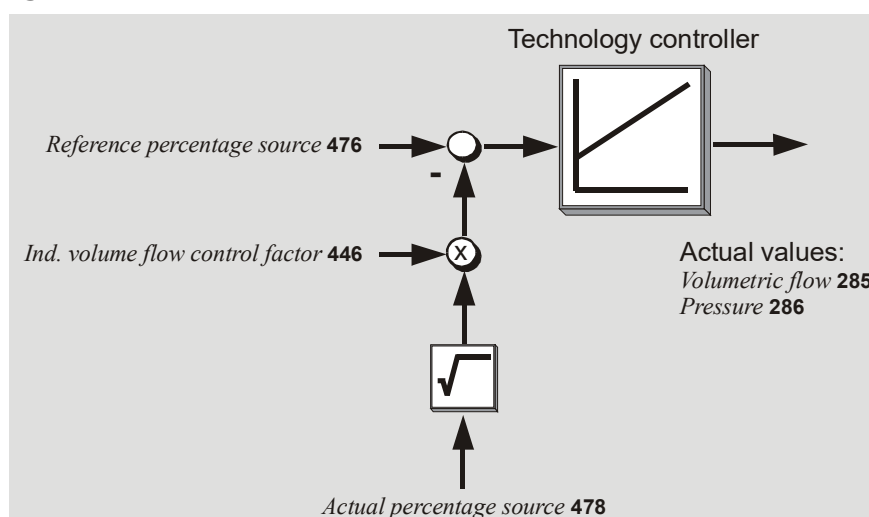 Technology controller
Reference percentage source 476
-
Ind. volume flow control factor 446
X
Actual values:
Volumetric flow 285
Pressure 286
√
Actual percentage source 478